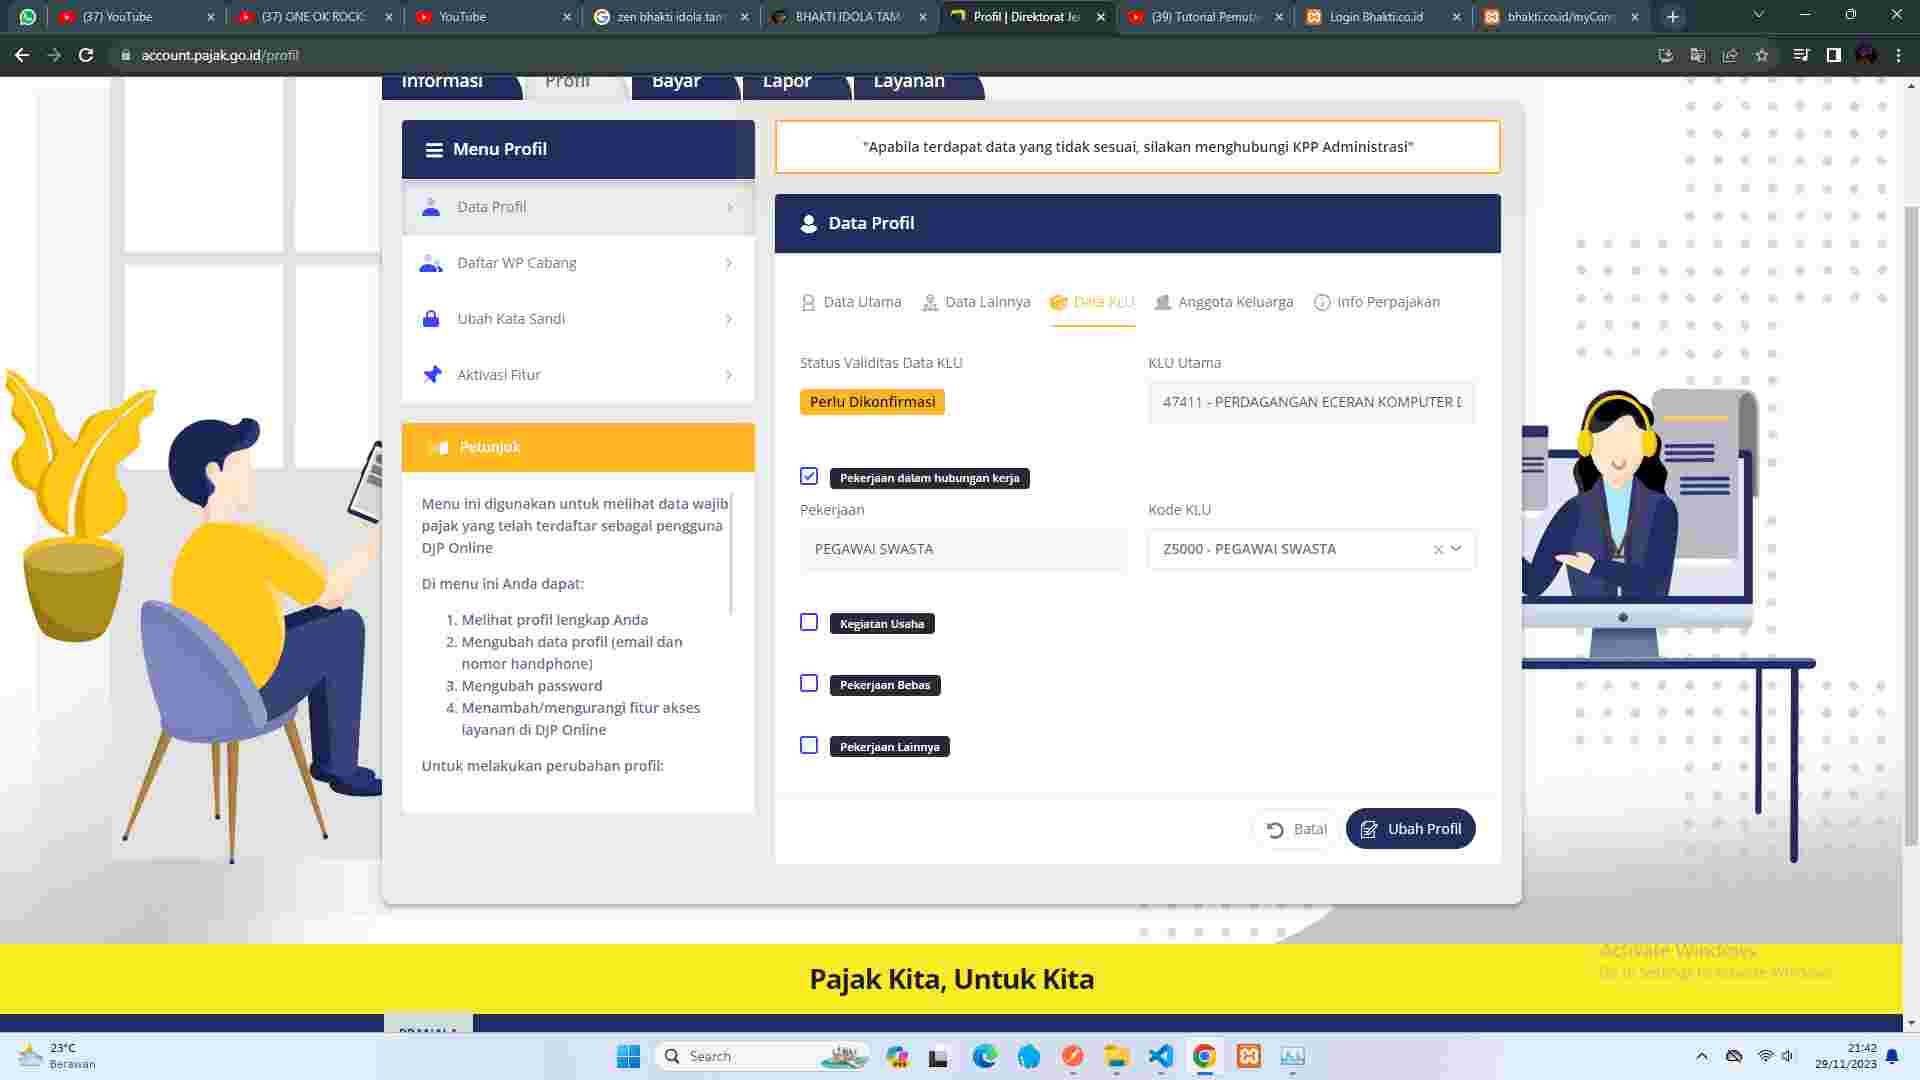 (37) YouTube
(37) ONE OK ROCK:
YouTube
zen bhakti idola tam
BHAKTI IDOLA TAM
Profil | Direktorat Je
(39) Tutorial Pemut
Login Bhakti.co.id
bhakti.co.id/myCon
account.pajak.go.id/profil
Informasi
Profil
Bayar
Lapor
Layanan
Menu Profil
Data Profil
Daftar WP Cabang
Ubah Kata Sandi
Aktivasi Fitur
Petunjuk
Menu ini digunakan untuk melihat data wajib
pajak yang telah terdaftar sebagai pengguna
DJP Online
Di menu ini Anda dapat:
1. Melihat profil lengkap Anda
2. Mengubah data profil (email dan
nomor handphone)
3. Mengubah password
4. Menambah/mengurangi fitur akses
layanan di DJP Online
Untuk melakukan perubahan profil:
"Apabila terdapat data yang tidak sesuai, silakan menghubungi KPP Administrasi"
Data Profil
Data Utama
Data Lainnya
Data KLU
Anggota Keluarga
Info Perpajakan
Status Validitas Data KLU
KLU Utama
Perlu Dikonfirmasi
47411 - PERDAGANGAN ECERAN KOMPUTER D
Pekerjaan dalam hubungan kerja
Pekerjaan
Kode KLU
PEGAWAI SWASTA
Z5000 - PEGAWAI SWASTA
Kegiatan Usaha
Pekerjaan Bebas
Pekerjaan Lainnya
Batal
Ubah Profil
Activate Windows
Go to Settings to activate Windows.
Pajak Kita, Untuk Kita
23°C
Berawan
Search
21:42
29/11/2023